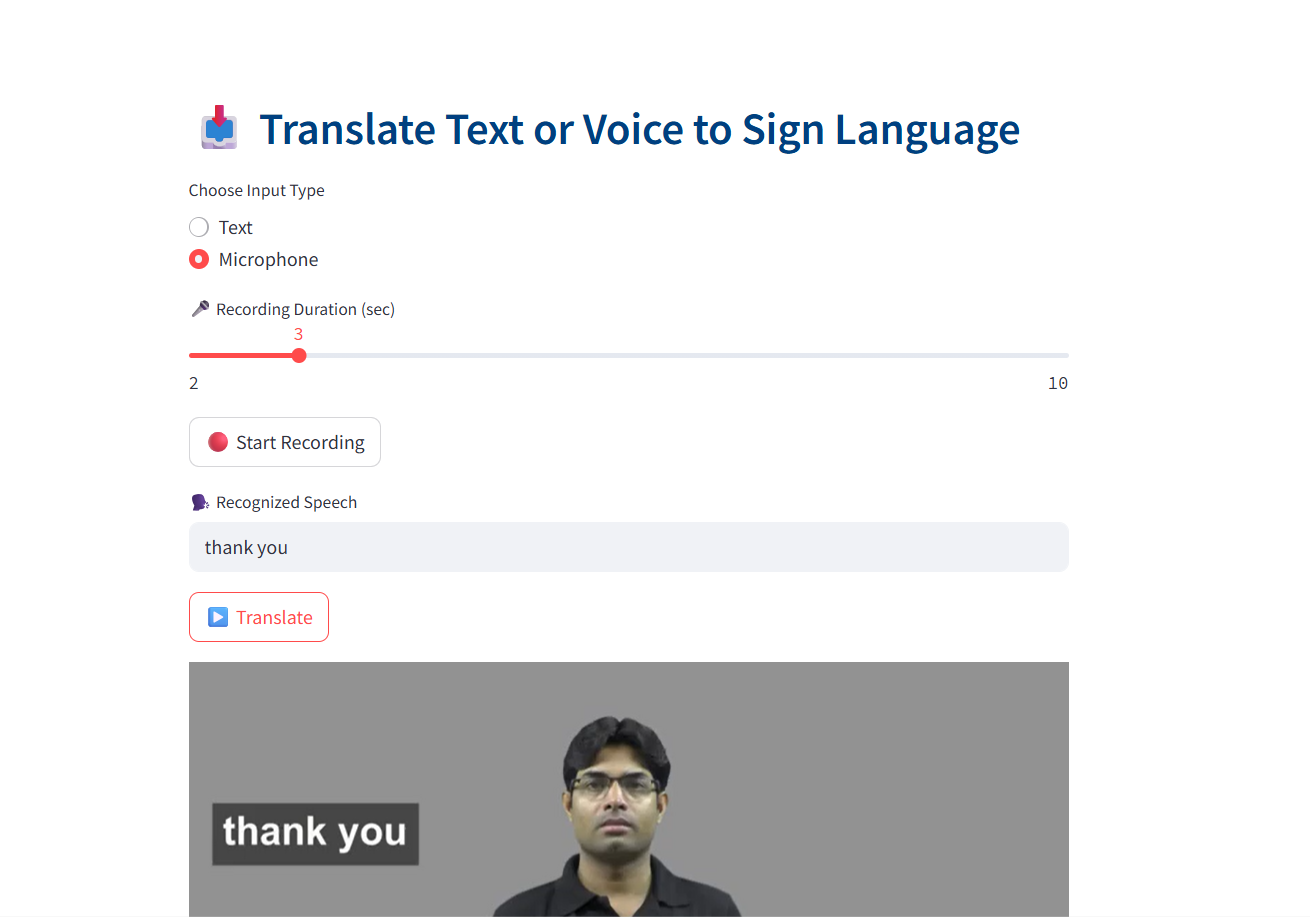 Translate Text or Voice to Sign Language
Choose Input Type
Text
Microphone
Recording Duration (sec)
3
2 10
Start Recording
Recognized Speech
thank you
Translate
thank you